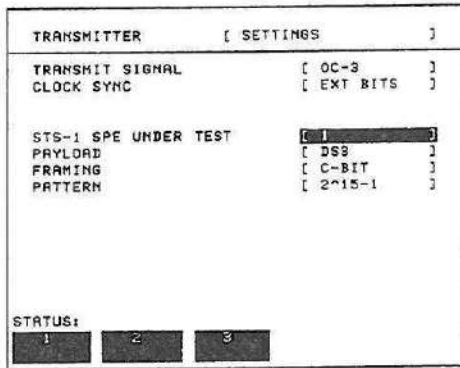 TRANSMITTER [ SETTINGS ]
TRANSMIT SIGNAL [ OC-3 ]
CLOCK SYNC [ EXT BITS ]
STS-1 SPE UNDER TEST [ 1 ]
PAYLOAD [ DS3 ]
FRAMING [ C-BIT ]
PATTERN [ 2^15-1 ]
STATUS:
1 2 3